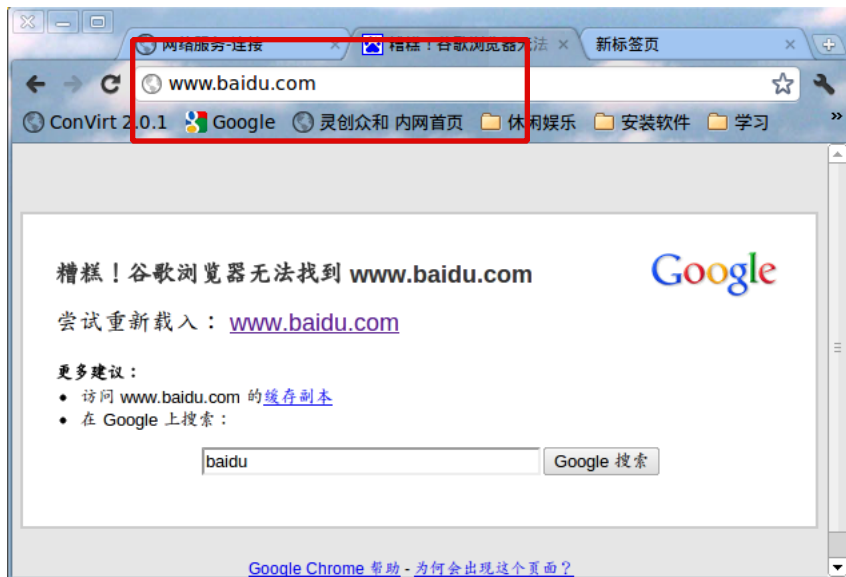 网络服务-连接
糟糕！谷歌浏览器无法
新标签页
www.baidu.com
ConVirt 2.0.1 Google 灵创众和 内网首页 休闲娱乐 安装软件 学习 »
糟糕！谷歌浏览器无法找到 www.baidu.com
Google
尝试重新载入： www.baidu.com
更多建议：
• 访问 www.baidu.com 的缓存副本
• 在 Google 上搜索：
baidu Google 搜索
Google Chrome 帮助 - 为何会出现这个页面？